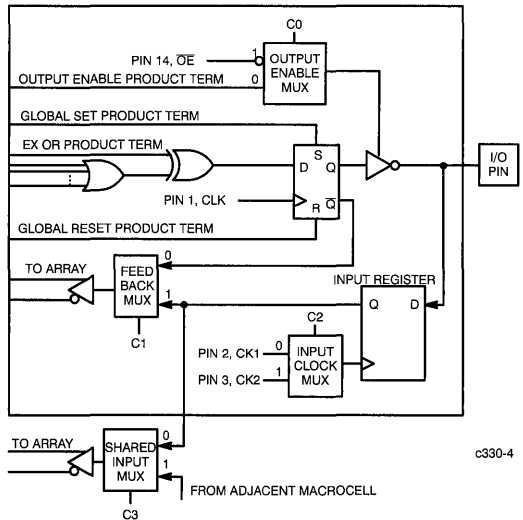 C0
PIN 14, OE
1
OUTPUT ENABLE PRODUCT TERM
0
OUTPUT
ENABLE
MUX
GLOBAL SET PRODUCT TERM
EX OR PRODUCT TERM
S
D
Q
I/O
PIN
PIN 1, CLK
R
Q
GLOBAL RESET PRODUCT TERM
0
TO ARRAY
FEED
BACK
MUX
1
C1
INPUT REGISTER
Q
D
C2
PIN 2, CK1
0
PIN 3, CK2
1
INPUT
CLOCK
MUX
TO ARRAY
SHARED
INPUT
MUX
0
1
C3
FROM ADJACENT MACROCELL
c330-4